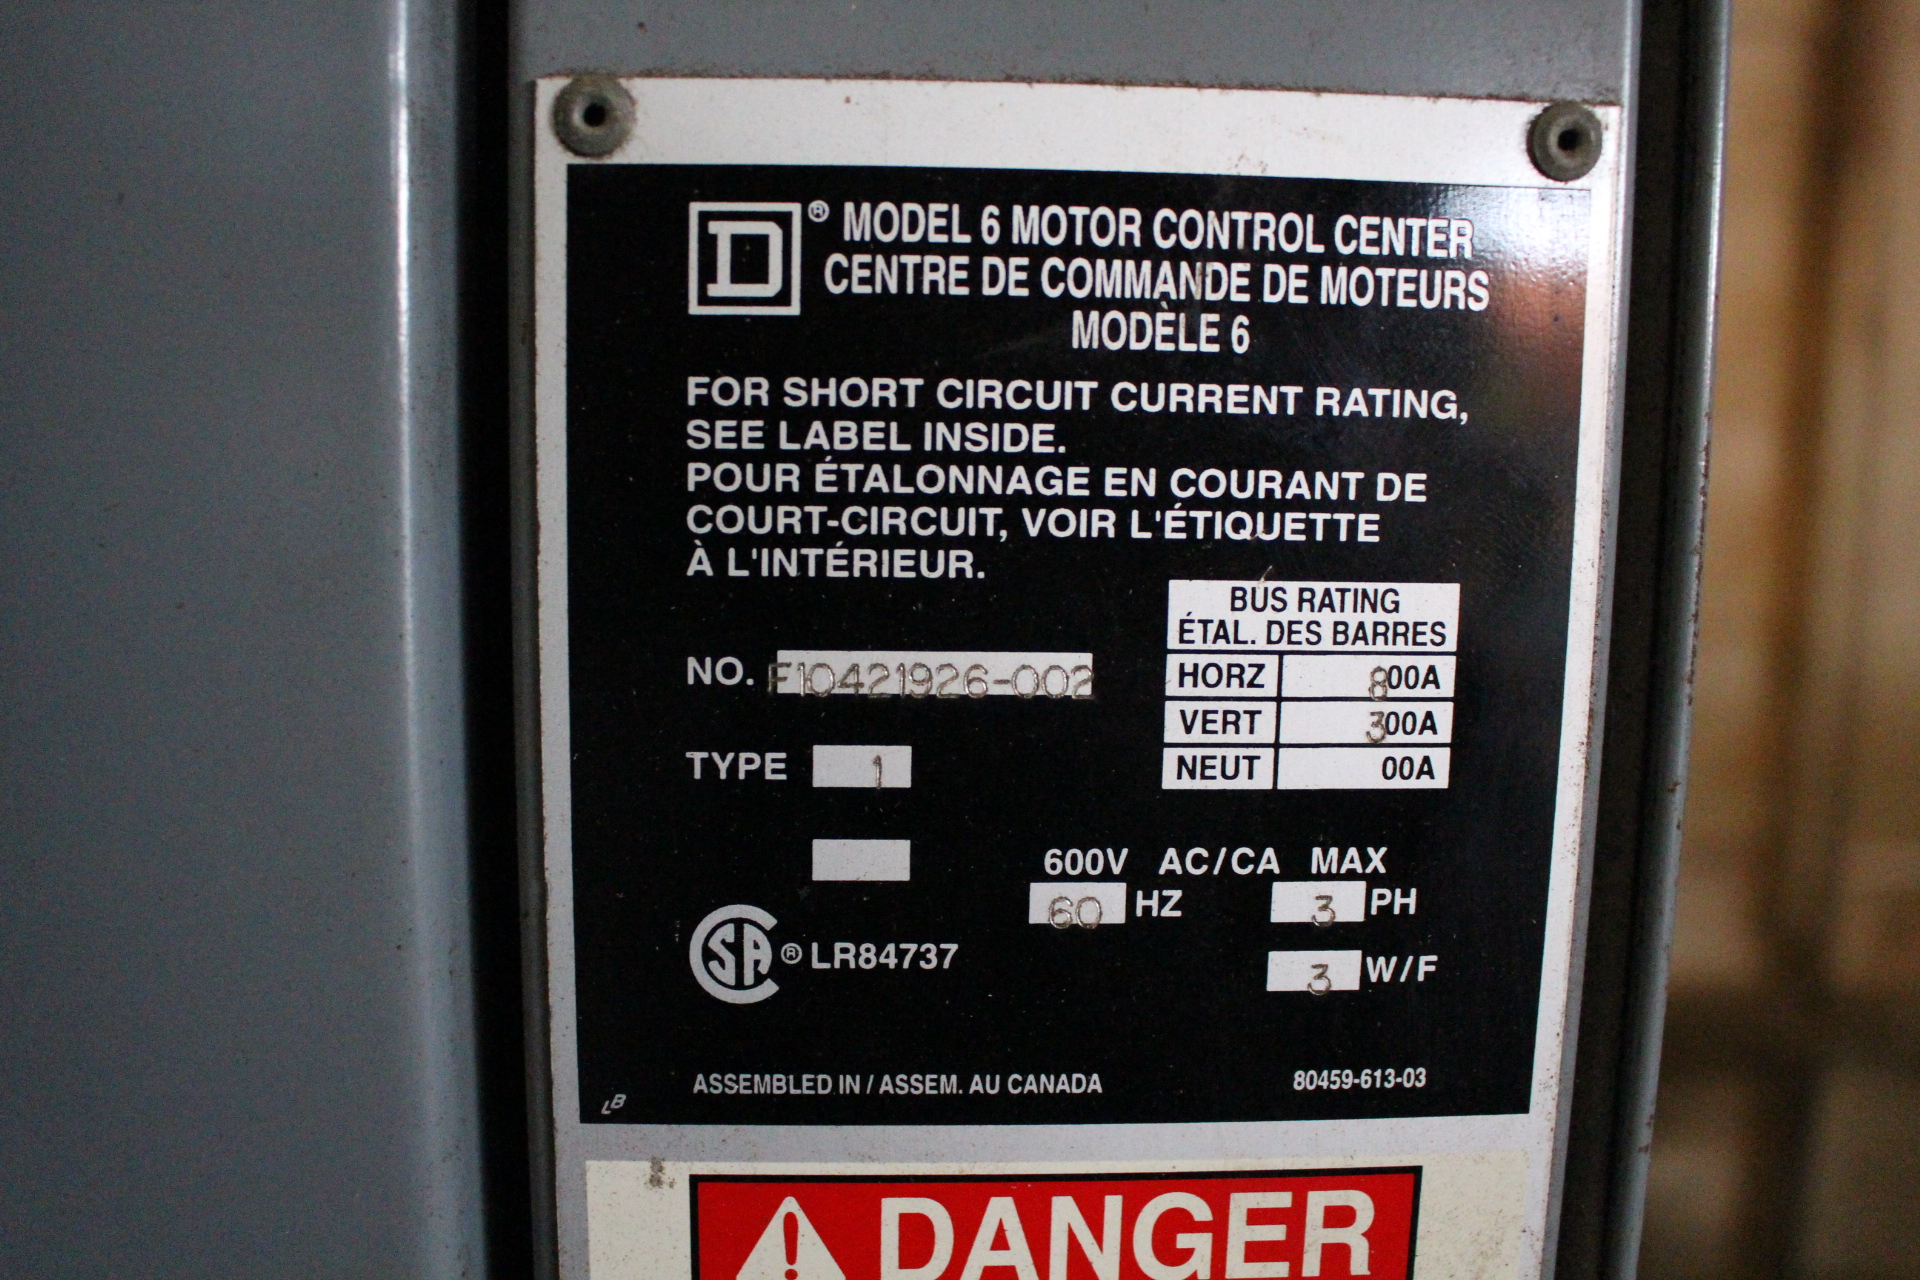 D® MODEL 6 MOTOR CONTROL CENTER
CENTRE DE COMMANDE DE MOTEURS
MODÈLE 6
FOR SHORT CIRCUIT CURRENT RATING,
SEE LABEL INSIDE.
POUR ÉTALONNAGE EN COURANT DE
COURT-CIRCUIT, VOIR L'ÉTIQUETTE
À L'INTÉRIEUR.
BUS RATING
ÉTAL. DES BARRES
HORZ 800A
VERT 300A
NEUT 00A
NO. F10421926-002
TYPE 1
600V AC/CA MAX
60 HZ 3 PH
3 W/F
CSA® LR84737
ASSEMBLED IN / ASSEM. AU CANADA
80459-613-03
LB
DANGER